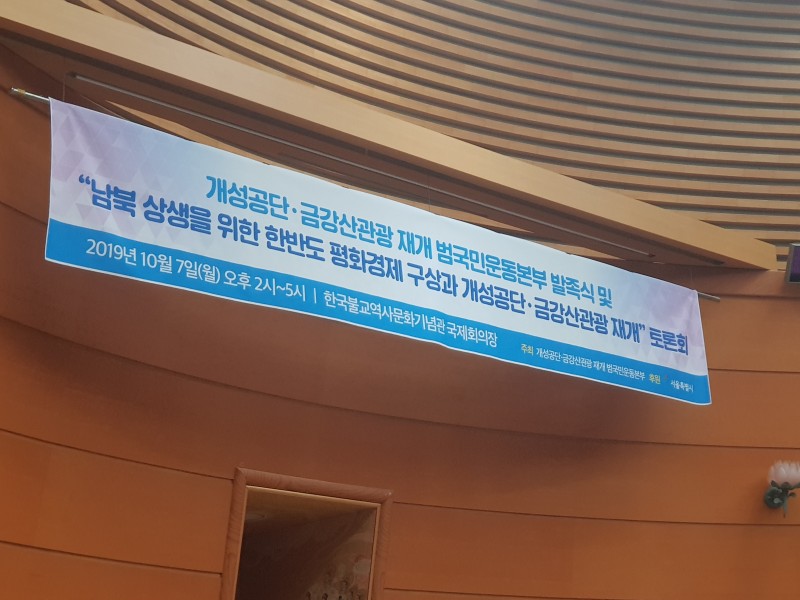 개성공단·금강산관광 재개 범국민운동본부 발족식 및
“남북 상생을 위한 한반도 평화경제 구상과 개성공단·금강산관광 재개” 토론회
2019년 10월 7일(월) 오후 2시~5시 | 한국불교역사문화기념관 국제회의장
주최 개성공단·금강산관광 재개 범국민운동본부 후원 서울특별시